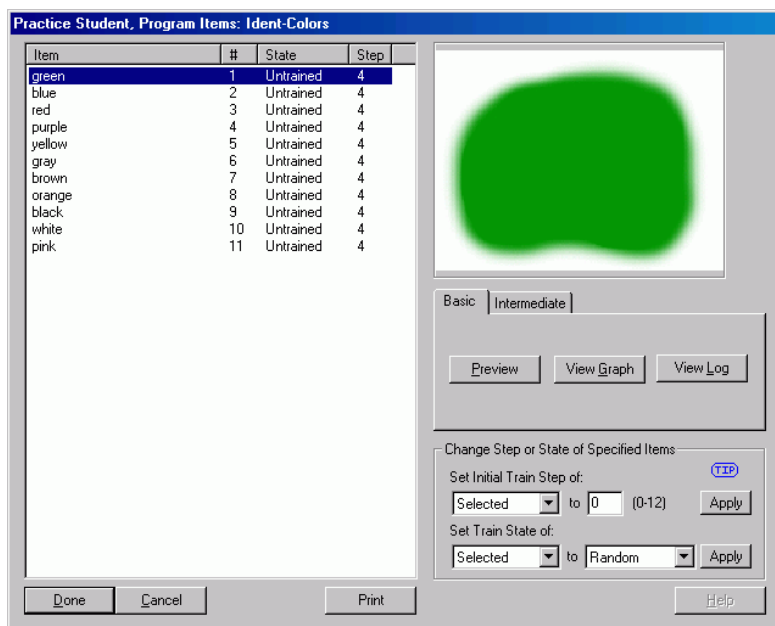 Practice Student, Program Items: Ident-Colors
Item # State Step
green 1 Untrained 4
blue 2 Untrained 4
red 3 Untrained 4
purple 4 Untrained 4
yellow 5 Untrained 4
gray 6 Untrained 4
brown 7 Untrained 4
orange 8 Untrained 4
black 9 Untrained 4
white 10 Untrained 4
pink 11 Untrained 4
Basic Intermediate
Preview View Graph View Log
Change Step or State of Specified Items
TIP
Set Initial Train Step of:
Selected to 0 (0-12) Apply
Set Train State of:
Selected to Random Apply
Done Cancel Print Help